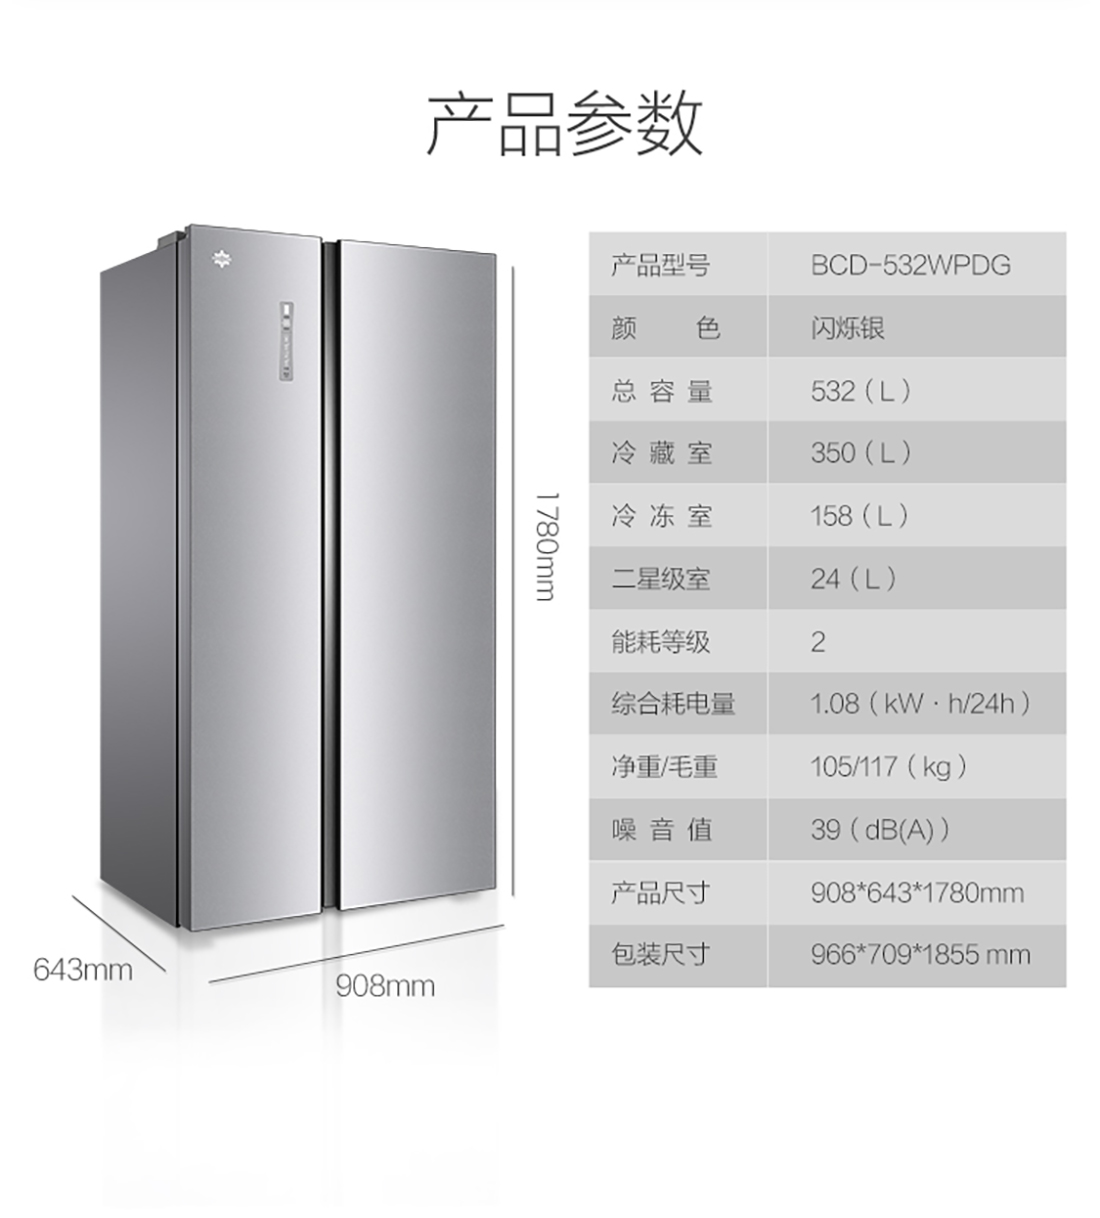 产品参数
产品型号 BCD-532WPDG
颜 色 闪烁银
总 容 量 532（L）
冷 藏 室 350（L）
冷 冻 室 158（L）
二星级室 24（L）
能耗等级 2
综合耗电量 1.08（kW·h/24h）
净重/毛重 105/117（kg）
噪 音 值 39（dB(A)）
产品尺寸 908*643*1780mm
包装尺寸 966*709*1855 mm
1780mm
643mm
908mm